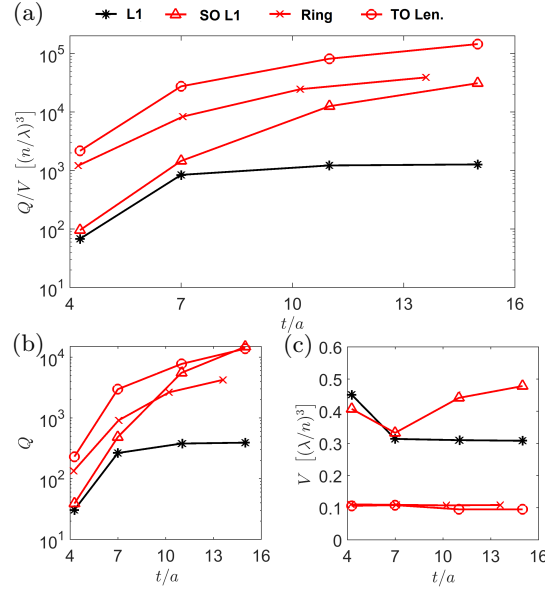 (a)
L1 SO L1 Ring TO Len.
10^5
10^4
10^3
10^2
10^1
Q/V [(n/λ)^3]
4 7 10 13 16
t/a
(b)
10^4
10^3
10^2
10^1
Q
4 7 10 13 16
t/a
(c)
0.6
0.5
0.4
0.3
0.2
0.1
0
V [(λ/n)^3]
4 7 10 13 16
t/a